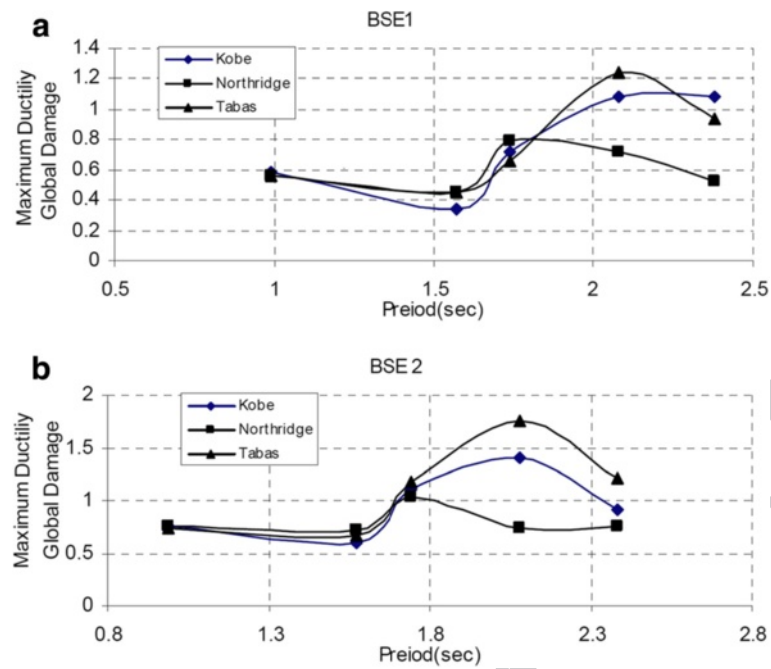 a
BSE1
Maximum Ductiliy
Global Damage
1.4
1.2
1
0.8
0.6
0.4
0.2
0
Kobe
Northridge
Tabas
0.5
1
1.5
2
2.5
Preiod(sec)
b
BSE 2
Maximum Ductiliy
Global Damage
2
1.5
1
0.5
0
Kobe
Northridge
Tabas
0.8
1.3
1.8
2.3
2.8
Preiod(sec)